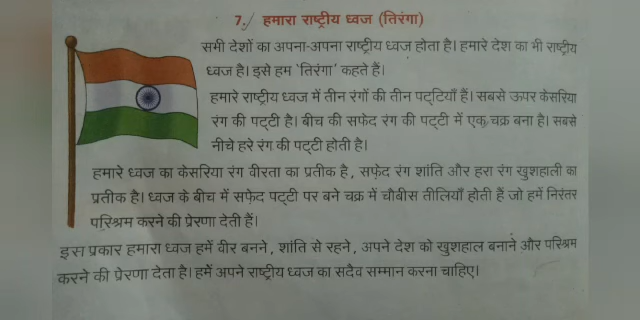 7. हमारा राष्ट्रीय ध्वज (तिरंगा)
सभी देशों का अपना-अपना राष्ट्रीय ध्वज होता है। हमारे देश का भी राष्ट्रीय
ध्वज है। इसे हम 'तिरंगा' कहते हैं।
हमारे राष्ट्रीय ध्वज में तीन रंगों की तीन पट्टियाँ हैं। सबसे ऊपर केसरिया
रंग की पट्टी है। बीच की सफेद रंग की पट्टी में एक चक्र बना है। सबसे
नीचे हरे रंग की पट्टी होती है।
हमारे ध्वज का केसरिया रंग वीरता का प्रतीक है, सफ़ेद रंग शांति और हरा रंग खुशहाली का
प्रतीक है। ध्वज के बीच में सफ़ेद पट्टी पर बने चक्र में चौबीस तीलियाँ होती हैं जो हमें निरंतर
परिश्रम करने की प्रेरणा देती हैं।
इस प्रकार हमारा ध्वज हमें वीर बनने, शांति से रहने, अपने देश को खुशहाल बनाने और परिश्रम
करने की प्रेरणा देता है। हमें अपने राष्ट्रीय ध्वज का सदैव सम्मान करना चाहिए।